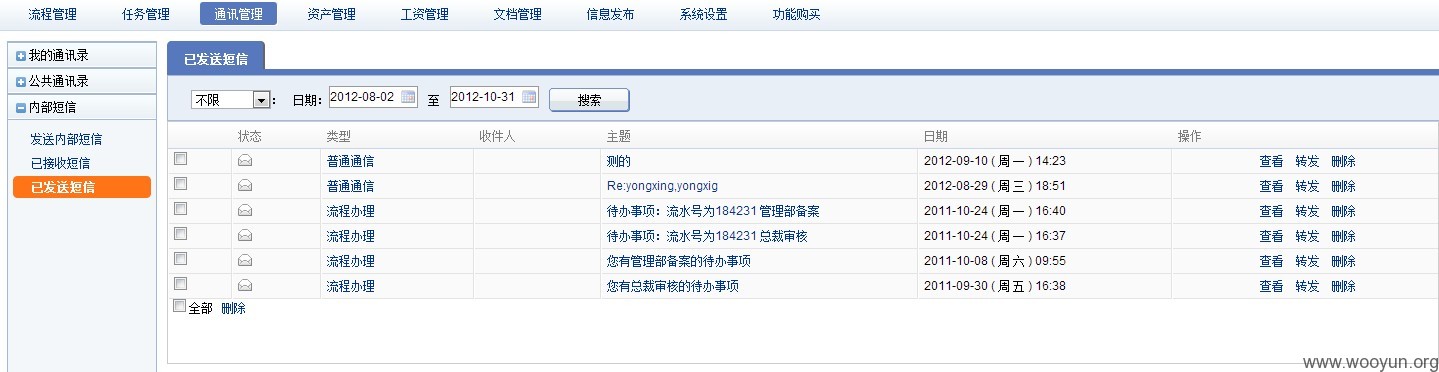 流程管理 任务管理 通讯管理 资产管理 工资管理 文档管理 信息发布 系统设置 功能购买
我的通讯录
公共通讯录
内部短信
发送内部短信
已接收短信
已发送短信
已发送短信
不限 : 日期: 2012-08-02 至 2012-10-31 搜索
状态 类型 收件人 主题 日期 操作
普通通信 测的 2012-09-10 ( 周一 ) 14:23 查看 转发 删除
普通通信 Re:yongxing,yongxig 2012-08-29 ( 周三 ) 18:51 查看 转发 删除
流程办理 待办事项：流水号为184231 管理部备案 2011-10-24 ( 周一 ) 16:40 查看 转发 删除
流程办理 待办事项：流水号为184231 总裁审核 2011-10-24 ( 周一 ) 16:37 查看 转发 删除
流程办理 您有管理部备案的待办事项 2011-10-08 ( 周六 ) 09:55 查看 转发 删除
流程办理 您有总裁审核的待办事项 2011-09-30 ( 周五 ) 16:38 查看 转发 删除
全部 删除
www.wooyun.org